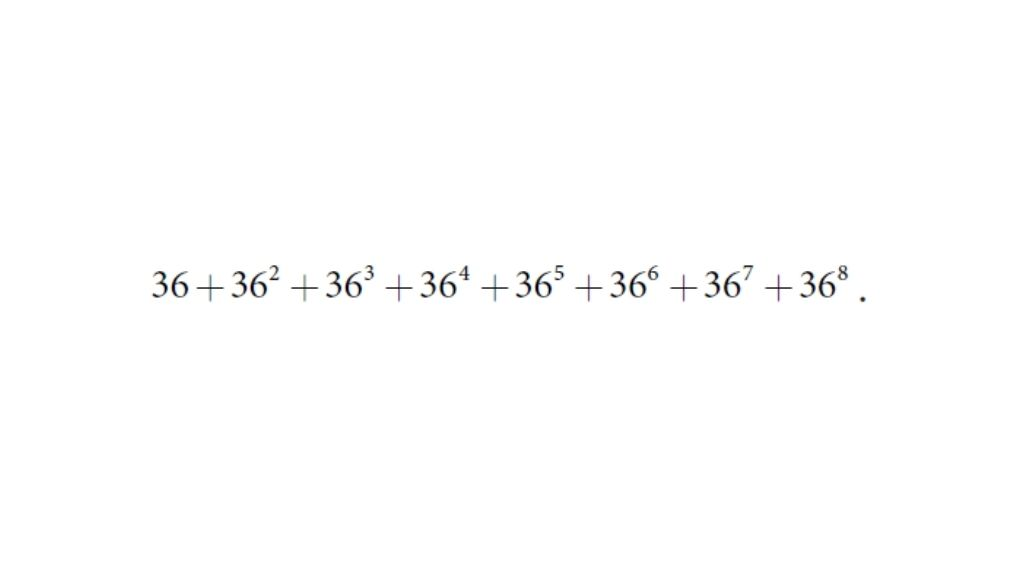 36 + 36² + 36³ + 36⁴ + 36⁵ + 36⁶ + 36⁷ + 36⁸ .